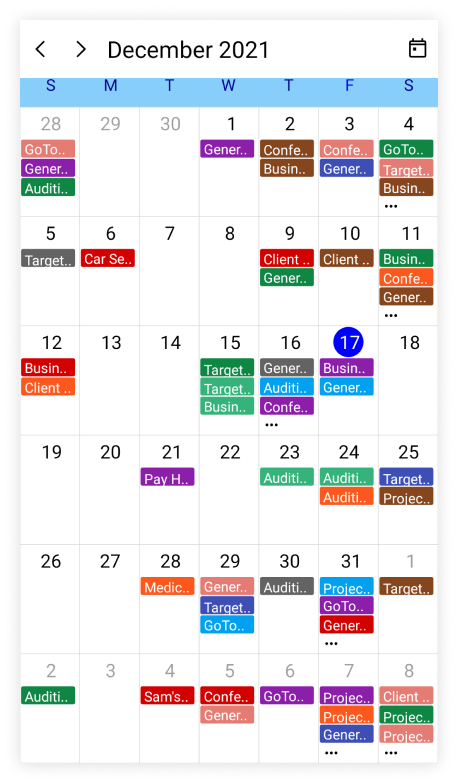 December 2021
S M T W T F S
28 29 30 1 2 3 4
GoTo.. Gener.. Confe.. Confe.. GoTo..
Gener.. Busin.. Gener.. Target..
Auditi.. Busin..
•••
5 6 7 8 9 10 11
Target.. Car Se.. Client .. Client .. Busin..
Gener.. Confe..
Gener..
•••
12 13 14 15 16 17 18
Busin.. Target.. Gener.. Busin..
Client .. Target.. Auditi.. Gener..
Busin.. Confe..
•••
19 20 21 22 23 24 25
Pay H.. Auditi.. Auditi.. Target..
Auditi.. Projec..
26 27 28 29 30 31 1
Medic.. Gener.. Auditi.. Projec.. Target..
Target.. GoTo..
GoTo.. Gener..
•••
2 3 4 5 6 7 8
Auditi.. Sam's.. Confe.. GoTo.. Projec.. Client ..
Gener.. Projec.. Projec..
Gener.. Projec..
••• •••